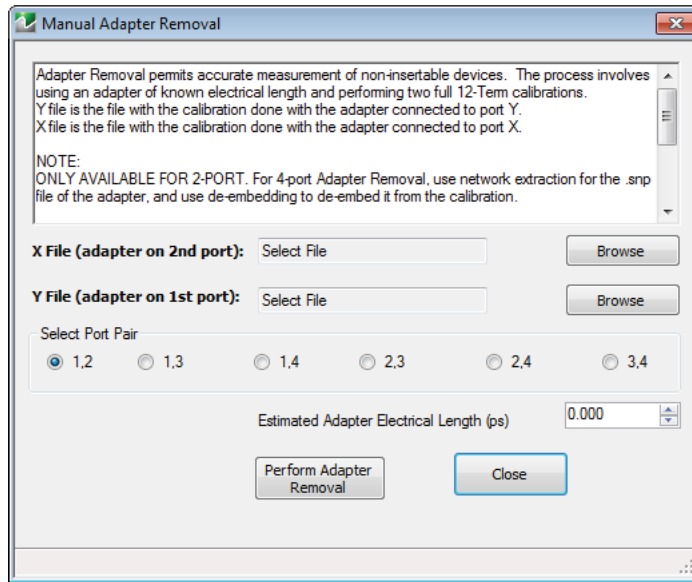 Manual Adapter Removal
Adapter Removal permits accurate measurement of non-insertable devices.  The process involves
using an adapter of known electrical length and performing two full 12-Term calibrations.
Y file is the file with the calibration done with the adapter connected to port Y.
X file is the file with the calibration done with the adapter connected to port X.
NOTE:
ONLY AVAILABLE FOR 2-PORT. For 4-port Adapter Removal, use network extraction for the .snp
file of the adapter, and use de-embedding to de-embed it from the calibration.
X File (adapter on 2nd port): Select File Browse
Y File (adapter on 1st port): Select File Browse
Select Port Pair
1,2 1,3 1,4 2,3 2,4 3,4
Estimated Adapter Electrical Length (ps) 0.000
Perform Adapter
Removal
Close